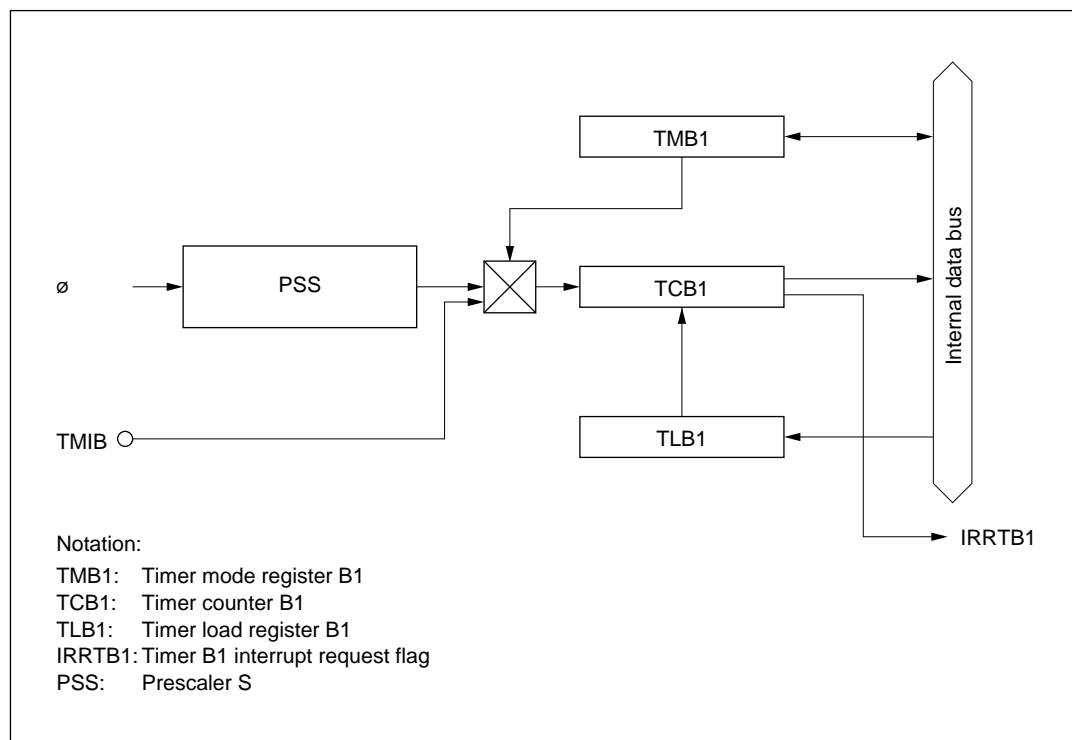 TMB1
ø
PSS
TCB1
Internal data bus
TMIB
TLB1
IRRTB1
Notation:
TMB1: Timer mode register B1
TCB1: Timer counter B1
TLB1: Timer load register B1
IRRTB1: Timer B1 interrupt request flag
PSS: Prescaler S